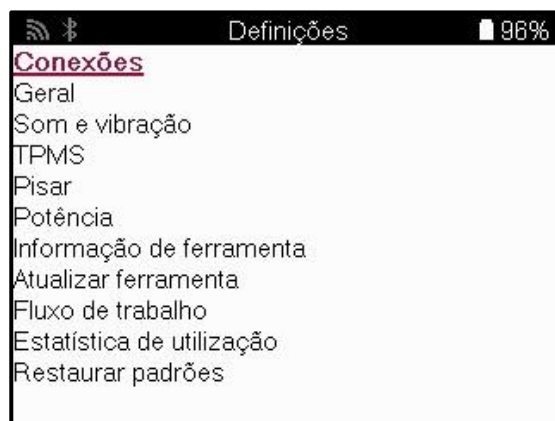 Definições 96%
Conexões
Geral
Som e vibração
TPMS
Pisar
Potência
Informação de ferramenta
Atualizar ferramenta
Fluxo de trabalho
Estatística de utilização
Restaurar padrões